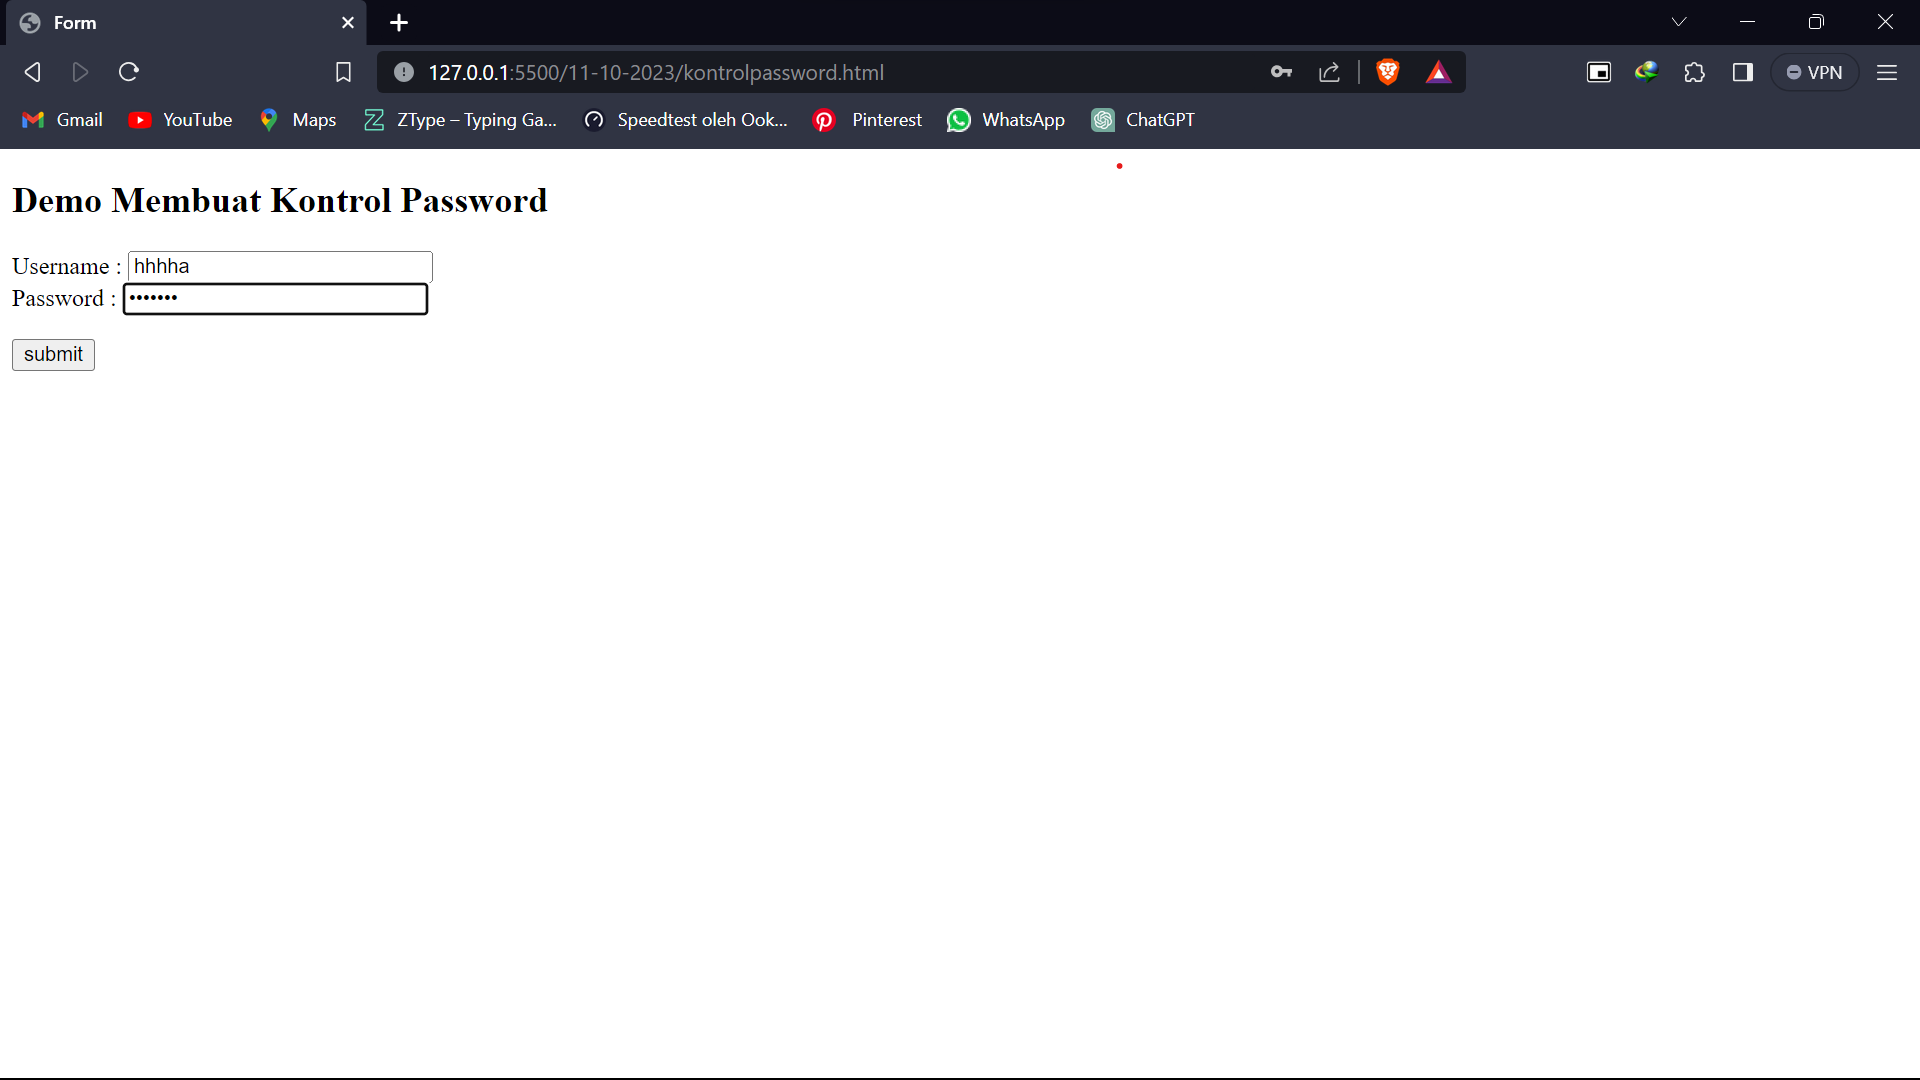 Form
127.0.0.1:5500/11-10-2023/kontrolpassword.html
VPN
Gmail YouTube Maps ZType – Typing Ga... Speedtest oleh Ook... Pinterest WhatsApp ChatGPT
Demo Membuat Kontrol Password
Username : hhhha
Password : •••••••
submit